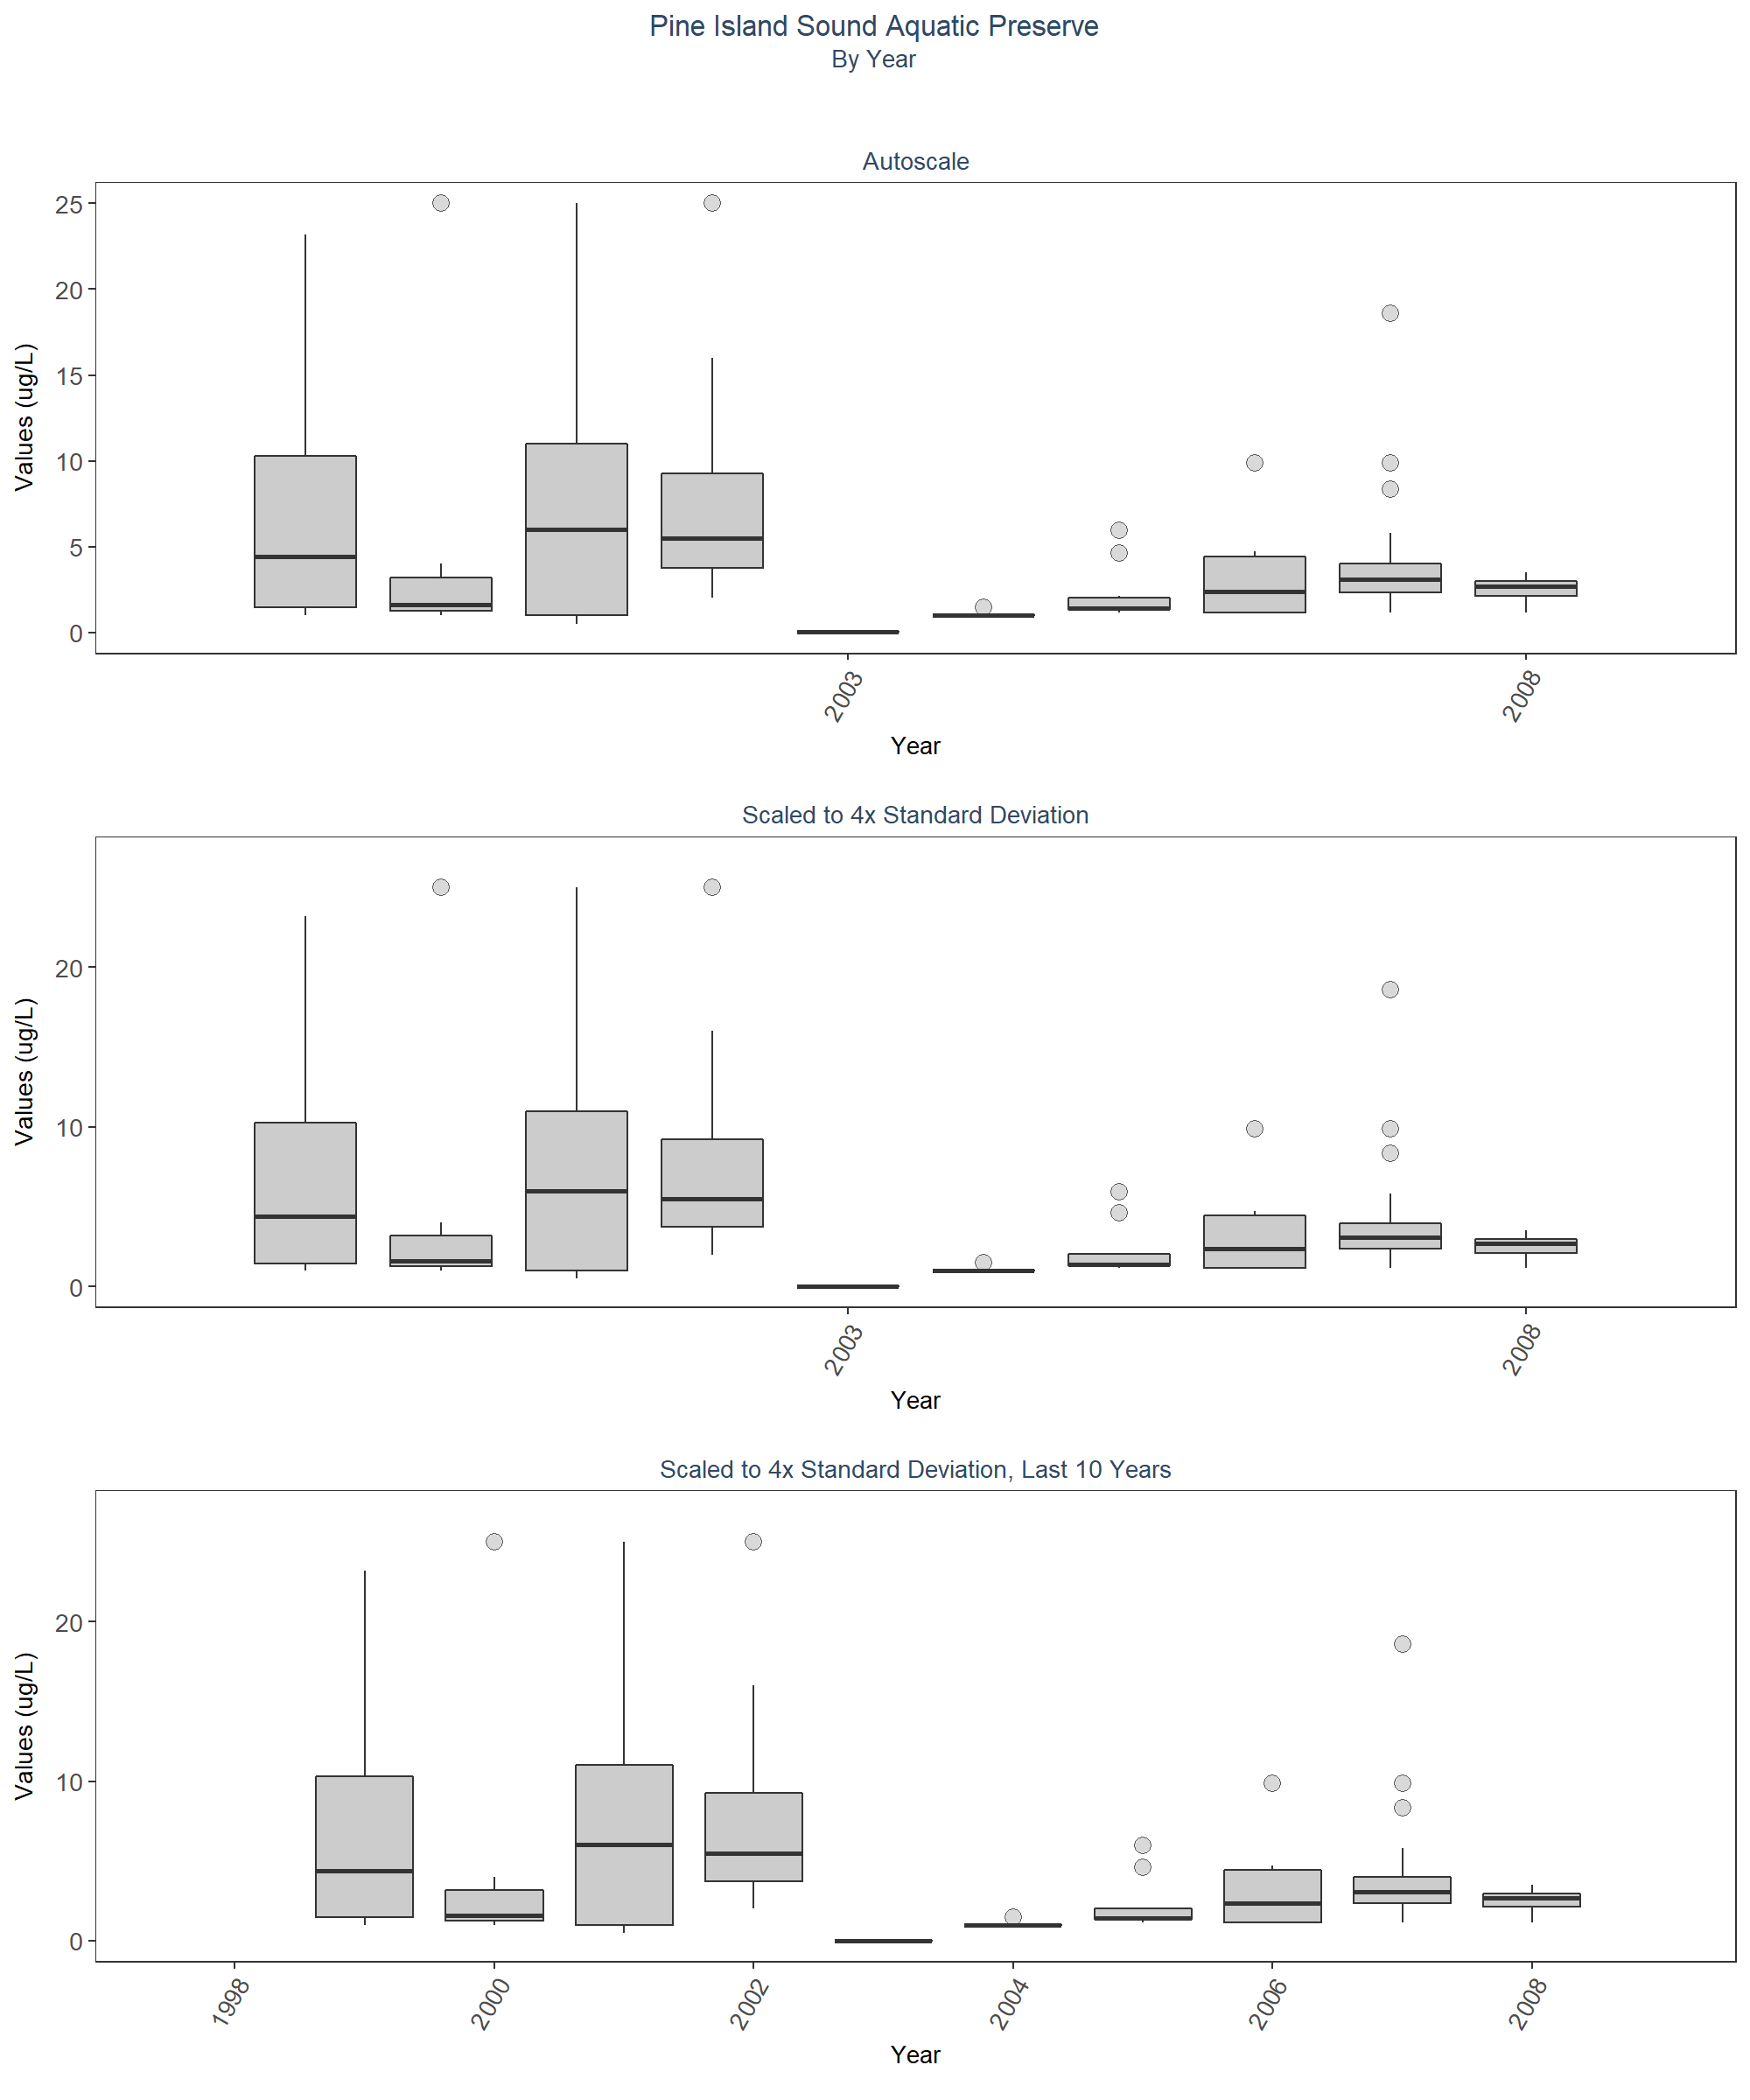 Pine Island Sound Aquatic Preserve
By Year
Autoscale
Values (ug/L)
25
20
15
10
5
0
2003
2008
Year
Scaled to 4x Standard Deviation
Values (ug/L)
20
10
0
2003
2008
Year
Scaled to 4x Standard Deviation, Last 10 Years
Values (ug/L)
20
10
0
1998
2000
2002
2004
2006
2008
Year